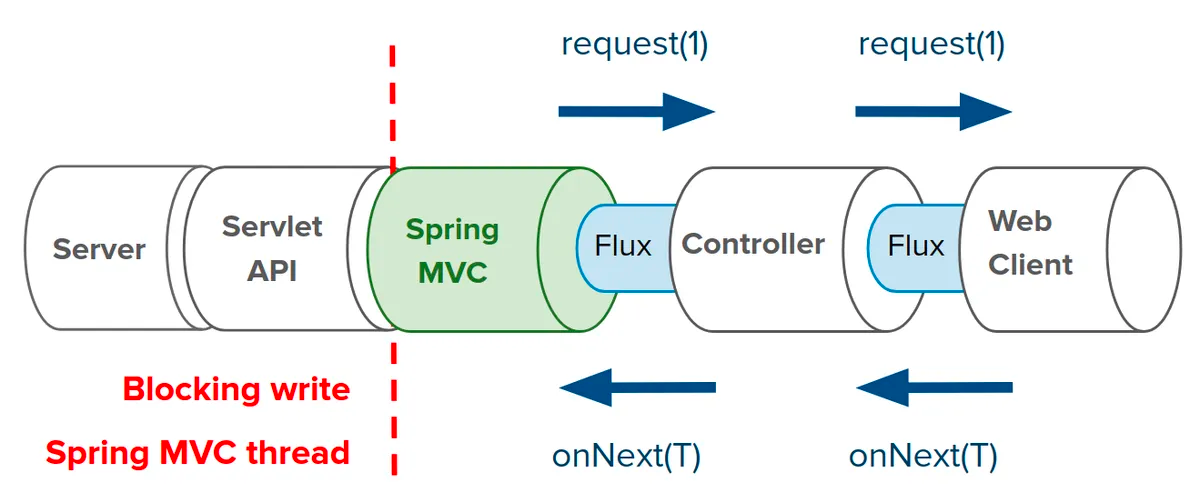 request(1)
request(1)
Server
Servlet
API
Spring
MVC
Flux
Controller
Flux
Web
Client
Blocking write
Spring MVC thread
onNext(T)
onNext(T)